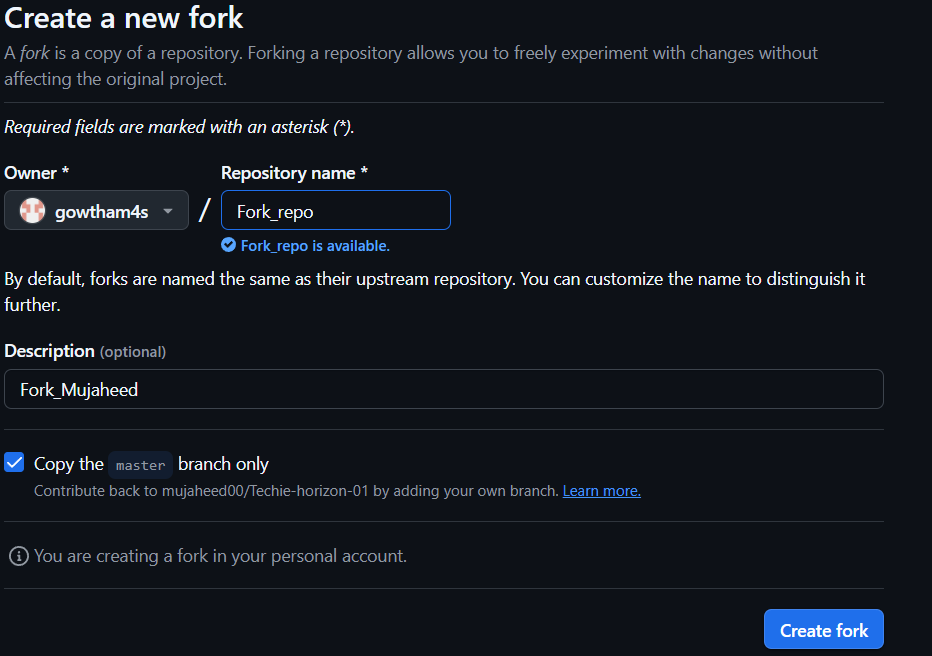 Create a new fork
A fork is a copy of a repository. Forking a repository allows you to freely experiment with changes without
affecting the original project.
Required fields are marked with an asterisk (*).
Owner *
Repository name *
gowtham4s
/
Fork_repo
Fork_repo is available.
By default, forks are named the same as their upstream repository. You can customize the name to distinguish it
further.
Description (optional)
Fork_Mujaheed
Copy the master branch only
Contribute back to mujaheed00/Techie-horizon-01 by adding your own branch. Learn more.
You are creating a fork in your personal account.
Create fork